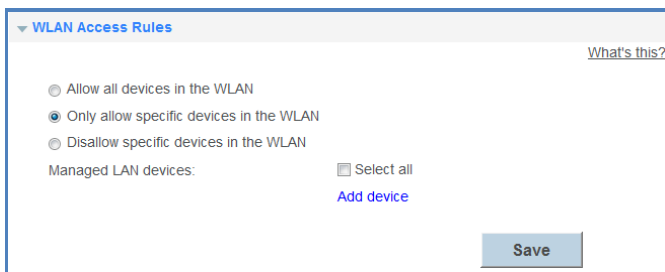 WLAN Access Rules
What's this?
Allow all devices in the WLAN
Only allow specific devices in the WLAN
Disallow specific devices in the WLAN
Managed LAN devices: Select all
Add device
Save